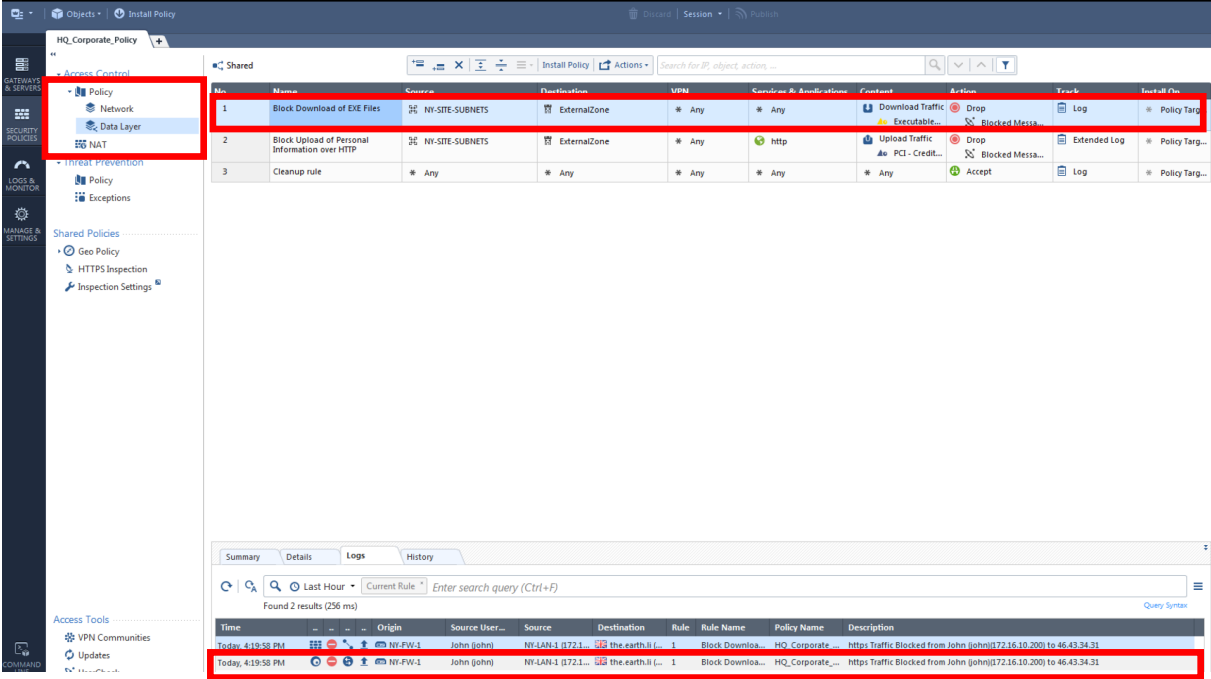 Objects Install Policy Discard Session Publish
HQ_Corporate_Policy +
GATEWAYS & SERVERS
SECURITY POLICIES
LOGS & MONITOR
MANAGE & SETTINGS
COMMAND LINE
Access Control
Policy
Network
Data Layer
NAT
Threat Prevention
Policy
Exceptions
Shared Policies
Geo Policy
HTTPS Inspection
Inspection Settings
Access Tools
VPN Communities
Updates
UserCheck
Shared Install Policy Actions Search for IP, object, action, ...
No. Name Source Destination VPN Services & Applications Content Action Track Install On
1 Block Download of EXE Files NY-SITE-SUBNETS ExternalZone * Any * Any Download Traffic Drop Log * Policy Targ...
Executable... Blocked Messa...
2 Block Upload of Personal NY-SITE-SUBNETS ExternalZone * Any http Upload Traffic Drop Extended Log * Policy Targ...
Information over HTTP PCI - Credit... Blocked Messa...
3 Cleanup rule * Any * Any * Any * Any * Any Accept Log * Policy Targ...
Summary Details Logs History
Last Hour Current Rule Enter search query (Ctrl+F)
Found 2 results (256 ms) Query Syntax
Time .. .. .. .. Origin Source User... Source Destination Rule Rule Name Policy Name Description
Today, 4:19:58 PM NY-FW-1 John (john) NY-LAN-1 (172.1... the.earth.li (... 1 Block Downloa... HQ_Corporate_... https Traffic Blocked from John (john)(172.16.10.200) to 46.43.34.31
Today, 4:19:58 PM NY-FW-1 John (john) NY-LAN-1 (172.1... the.earth.li (... 1 Block Downloa... HQ_Corporate_... https Traffic Blocked from John (john)(172.16.10.200) to 46.43.34.31